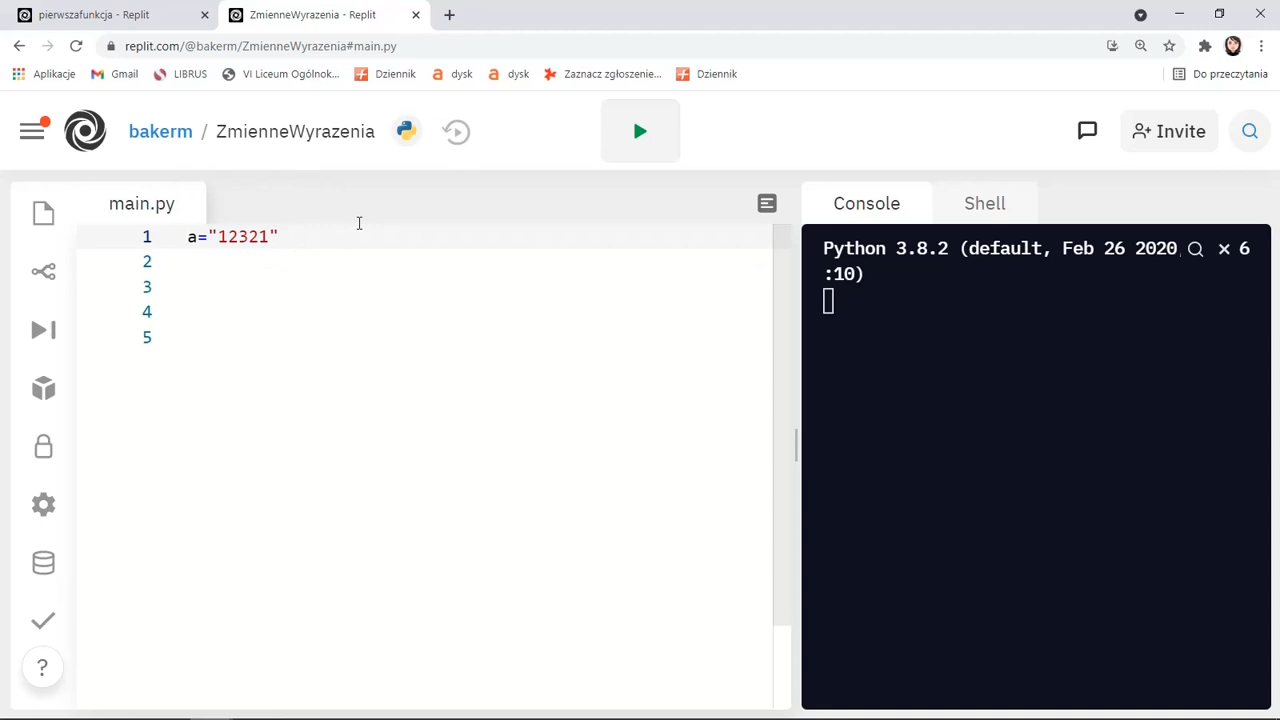 pierwszafunkcja - Replit
ZmienneWyrazenia - Replit
replit.com/@bakerm/ZmienneWyrazenia#main.py
Aplikacje
Gmail
LIBRUS
VI Liceum Ogólnok...
Dziennik
dysk
dysk
Zaznacz zgłoszenie...
Dziennik
Do przeczytania
bakerm / ZmienneWyrazenia
Invite
main.py
Console
Shell
1 a="12321"
2
3
4
5
Python 3.8.2 (default, Feb 26 2020, × 6
:10)
?